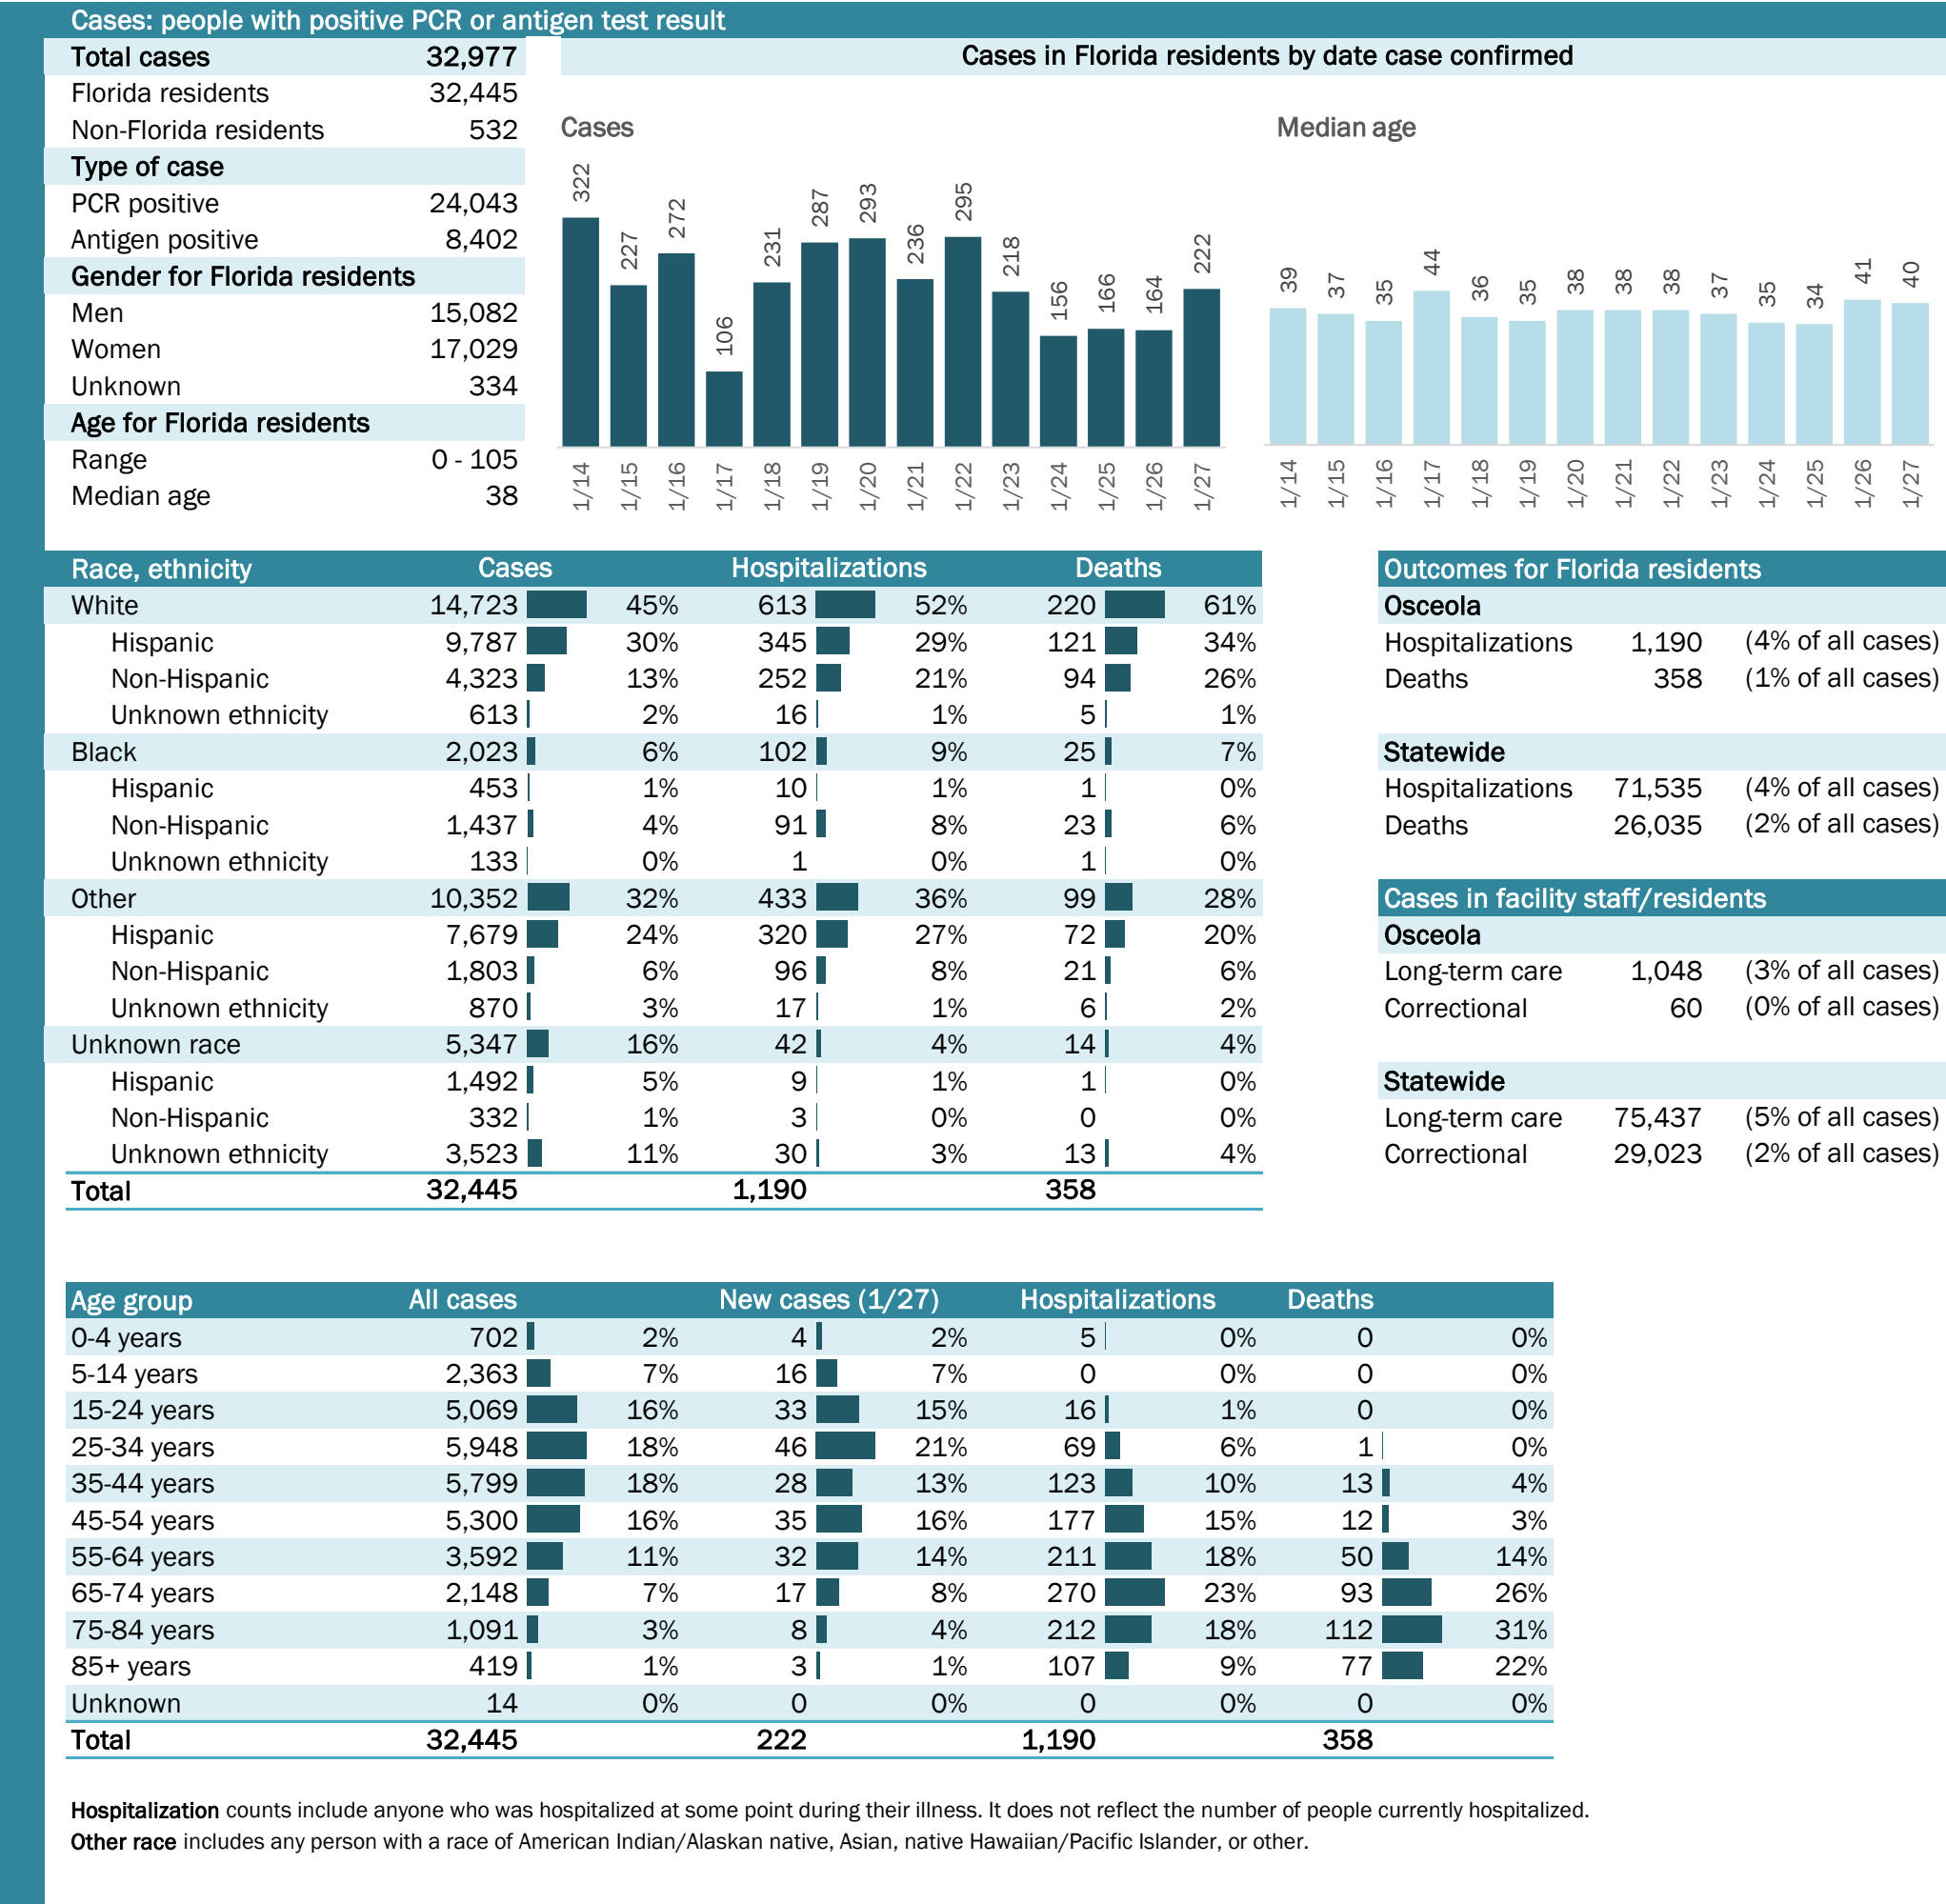 Cases: people with positive PCR or antigen test result
Total cases 32,977
Florida residents 32,445
Non-Florida residents 532
Type of case
PCR positive 24,043
Antigen positive 8,402
Gender for Florida residents
Men 15,082
Women 17,029
Unknown 334
Age for Florida residents
Range 0 - 105
Median age 38
Cases in Florida residents by date case confirmed
Cases
322 227 272 106 231 287 293 236 295 218 156 166 164 222
1/14 1/15 1/16 1/17 1/18 1/19 1/20 1/21 1/22 1/23 1/24 1/25 1/26 1/27
Median age
39 37 35 44 36 35 38 38 38 37 35 34 41 40
1/14 1/15 1/16 1/17 1/18 1/19 1/20 1/21 1/22 1/23 1/24 1/25 1/26 1/27
Race, ethnicity Cases Hospitalizations Deaths
White 14,723 45% 613 52% 220 61%
Hispanic 9,787 30% 345 29% 121 34%
Non-Hispanic 4,323 13% 252 21% 94 26%
Unknown ethnicity 613 2% 16 1% 5 1%
Black 2,023 6% 102 9% 25 7%
Hispanic 453 1% 10 1% 1 0%
Non-Hispanic 1,437 4% 91 8% 23 6%
Unknown ethnicity 133 0% 1 0% 1 0%
Other 10,352 32% 433 36% 99 28%
Hispanic 7,679 24% 320 27% 72 20%
Non-Hispanic 1,803 6% 96 8% 21 6%
Unknown ethnicity 870 3% 17 1% 6 2%
Unknown race 5,347 16% 42 4% 14 4%
Hispanic 1,492 5% 9 1% 1 0%
Non-Hispanic 332 1% 3 0% 0 0%
Unknown ethnicity 3,523 11% 30 3% 13 4%
Total 32,445 1,190 358
Outcomes for Florida residents
Osceola
Hospitalizations 1,190 (4% of all cases)
Deaths 358 (1% of all cases)
Statewide
Hospitalizations 71,535 (4% of all cases)
Deaths 26,035 (2% of all cases)
Cases in facility staff/residents
Osceola
Long-term care 1,048 (3% of all cases)
Correctional 60 (0% of all cases)
Statewide
Long-term care 75,437 (5% of all cases)
Correctional 29,023 (2% of all cases)
Age group All cases New cases (1/27) Hospitalizations Deaths
0-4 years 702 2% 4 2% 5 0% 0 0%
5-14 years 2,363 7% 16 7% 0 0% 0 0%
15-24 years 5,069 16% 33 15% 16 1% 0 0%
25-34 years 5,948 18% 46 21% 69 6% 1 0%
35-44 years 5,799 18% 28 13% 123 10% 13 4%
45-54 years 5,300 16% 35 16% 177 15% 12 3%
55-64 years 3,592 11% 32 14% 211 18% 50 14%
65-74 years 2,148 7% 17 8% 270 23% 93 26%
75-84 years 1,091 3% 8 4% 212 18% 112 31%
85+ years 419 1% 3 1% 107 9% 77 22%
Unknown 14 0% 0 0% 0 0% 0 0%
Total 32,445 222 1,190 358
Hospitalization counts include anyone who was hospitalized at some point during their illness. It does not reflect the number of people currently hospitalized.
Other race includes any person with a race of American Indian/Alaskan native, Asian, native Hawaiian/Pacific Islander, or other.